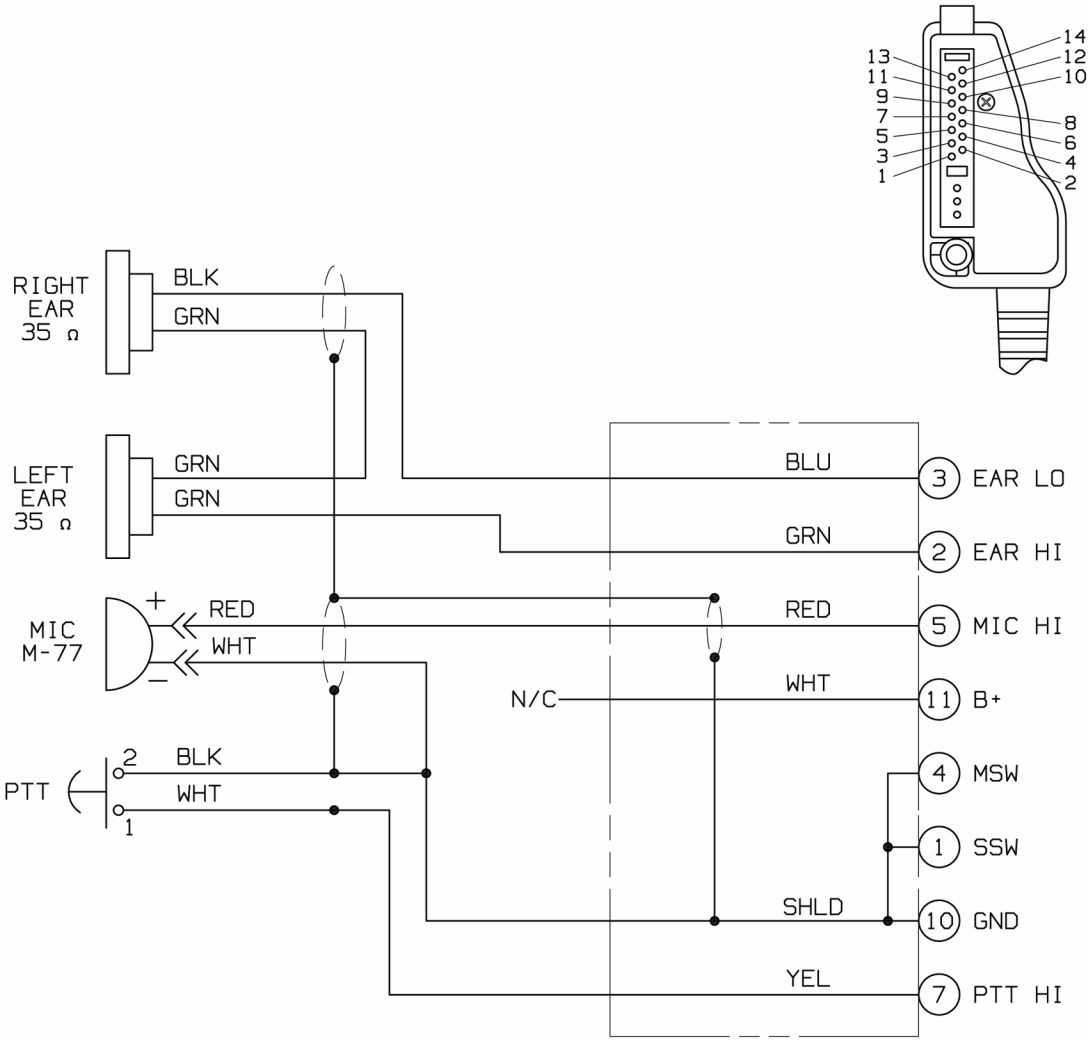 13
11
9
7
5
3
1
14
12
10
8
6
4
2
RIGHT
EAR
35 Ω
BLK
GRN
LEFT
EAR
35 Ω
GRN
GRN
BLU
3 EAR LO
GRN
2 EAR HI
MIC
M-77
+
RED
RED
5 MIC HI
−
WHT
N/C
WHT
11 B+
PTT
2
BLK
4 MSW
1
WHT
1 SSW
SHLD
10 GND
YEL
7 PTT HI